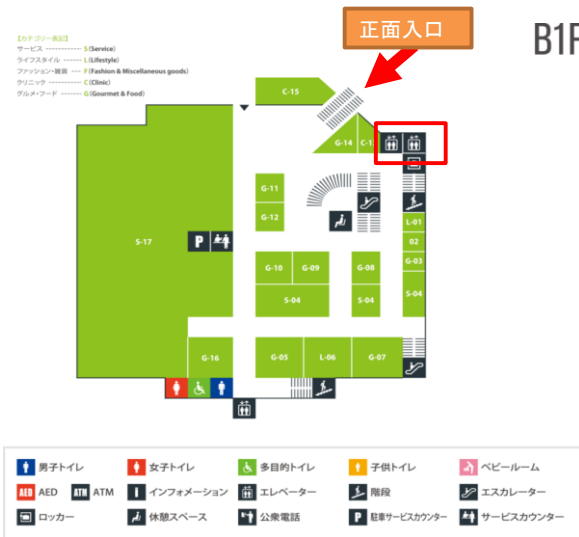 正面入口
B1F
【カテゴリー表記】
サービス ------------ S (Service)
ライフスタイル ------ L (Lifestyle)
ファッション・雑貨 --- F (Fashion & Miscellaneous goods)
クリニック ---------- C (Clinic)
グルメ・フード ------ G (Gourmet & Food)
C-15
G-14
G-11
G-12
L-01
02
S-17
P
G-10
G-09
G-08
G-03
S-04
S-04
S-04
G-16
G-05
L-06
G-07
男子トイレ
女子トイレ
多目的トイレ
子供トイレ
ベビールーム
AED AED
ATM ATM
インフォメーション
エレベーター
階段
エスカレーター
ロッカー
休憩スペース
公衆電話
P 駐車サービスカウンター
サービスカウンター